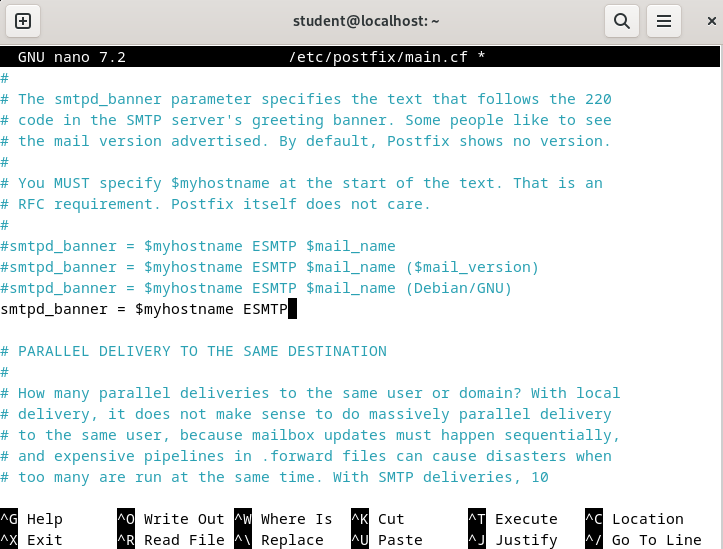 student@localhost: ~
GNU nano 7.2 /etc/postfix/main.cf *
#
# The smtpd_banner parameter specifies the text that follows the 220
# code in the SMTP server's greeting banner. Some people like to see
# the mail version advertised. By default, Postfix shows no version.
#
# You MUST specify $myhostname at the start of the text. That is an
# RFC requirement. Postfix itself does not care.
#
#smtpd_banner = $myhostname ESMTP $mail_name
#smtpd_banner = $myhostname ESMTP $mail_name ($mail_version)
#smtpd_banner = $myhostname ESMTP $mail_name (Debian/GNU)
smtpd_banner = $myhostname ESMTP
# PARALLEL DELIVERY TO THE SAME DESTINATION
#
# How many parallel deliveries to the same user or domain? With local
# delivery, it does not make sense to do massively parallel delivery
# to the same user, because mailbox updates must happen sequentially,
# and expensive pipelines in .forward files can cause disasters when
# too many are run at the same time. With SMTP deliveries, 10
^G Help ^O Write Out ^W Where Is ^K Cut ^T Execute ^C Location
^X Exit ^R Read File ^\ Replace ^U Paste ^J Justify ^/ Go To Line